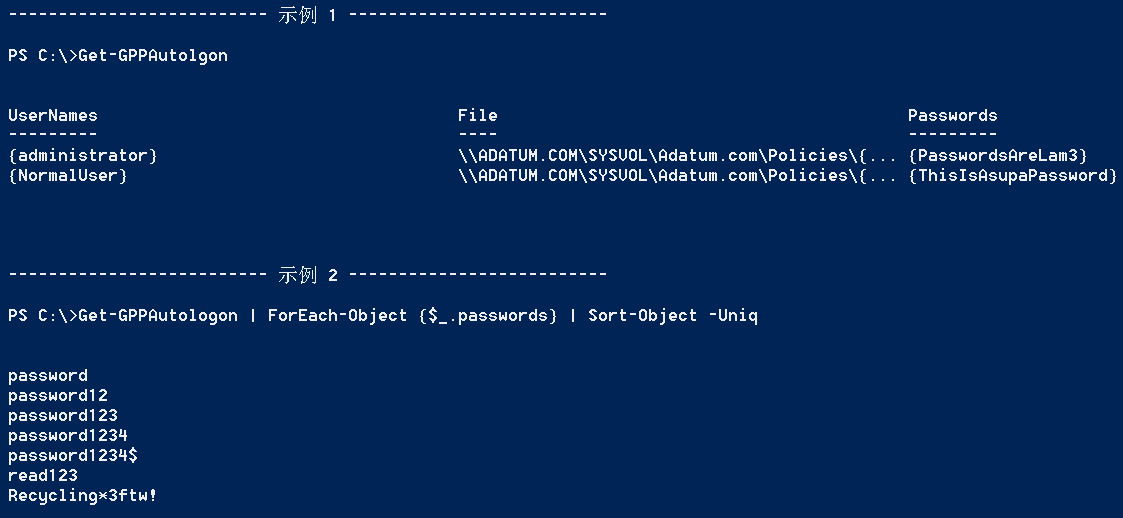 -------------------------- 示例 1 --------------------------
PS C:\>Get-GPPAutolgon
UserNames File Passwords
--------- ---- ---------
{administrator} \\ADATUM.COM\SYSVOL\Adatum.com\Policies\{... {PasswordsAreLam3}
{NormalUser} \\ADATUM.COM\SYSVOL\Adatum.com\Policies\{... {ThisIsAsupaPassword}
-------------------------- 示例 2 --------------------------
PS C:\>Get-GPPAutologon | ForEach-Object {$_.passwords} | Sort-Object -Uniq
password
password12
password123
password1234
password1234$
read123
Recycling*3ftw!